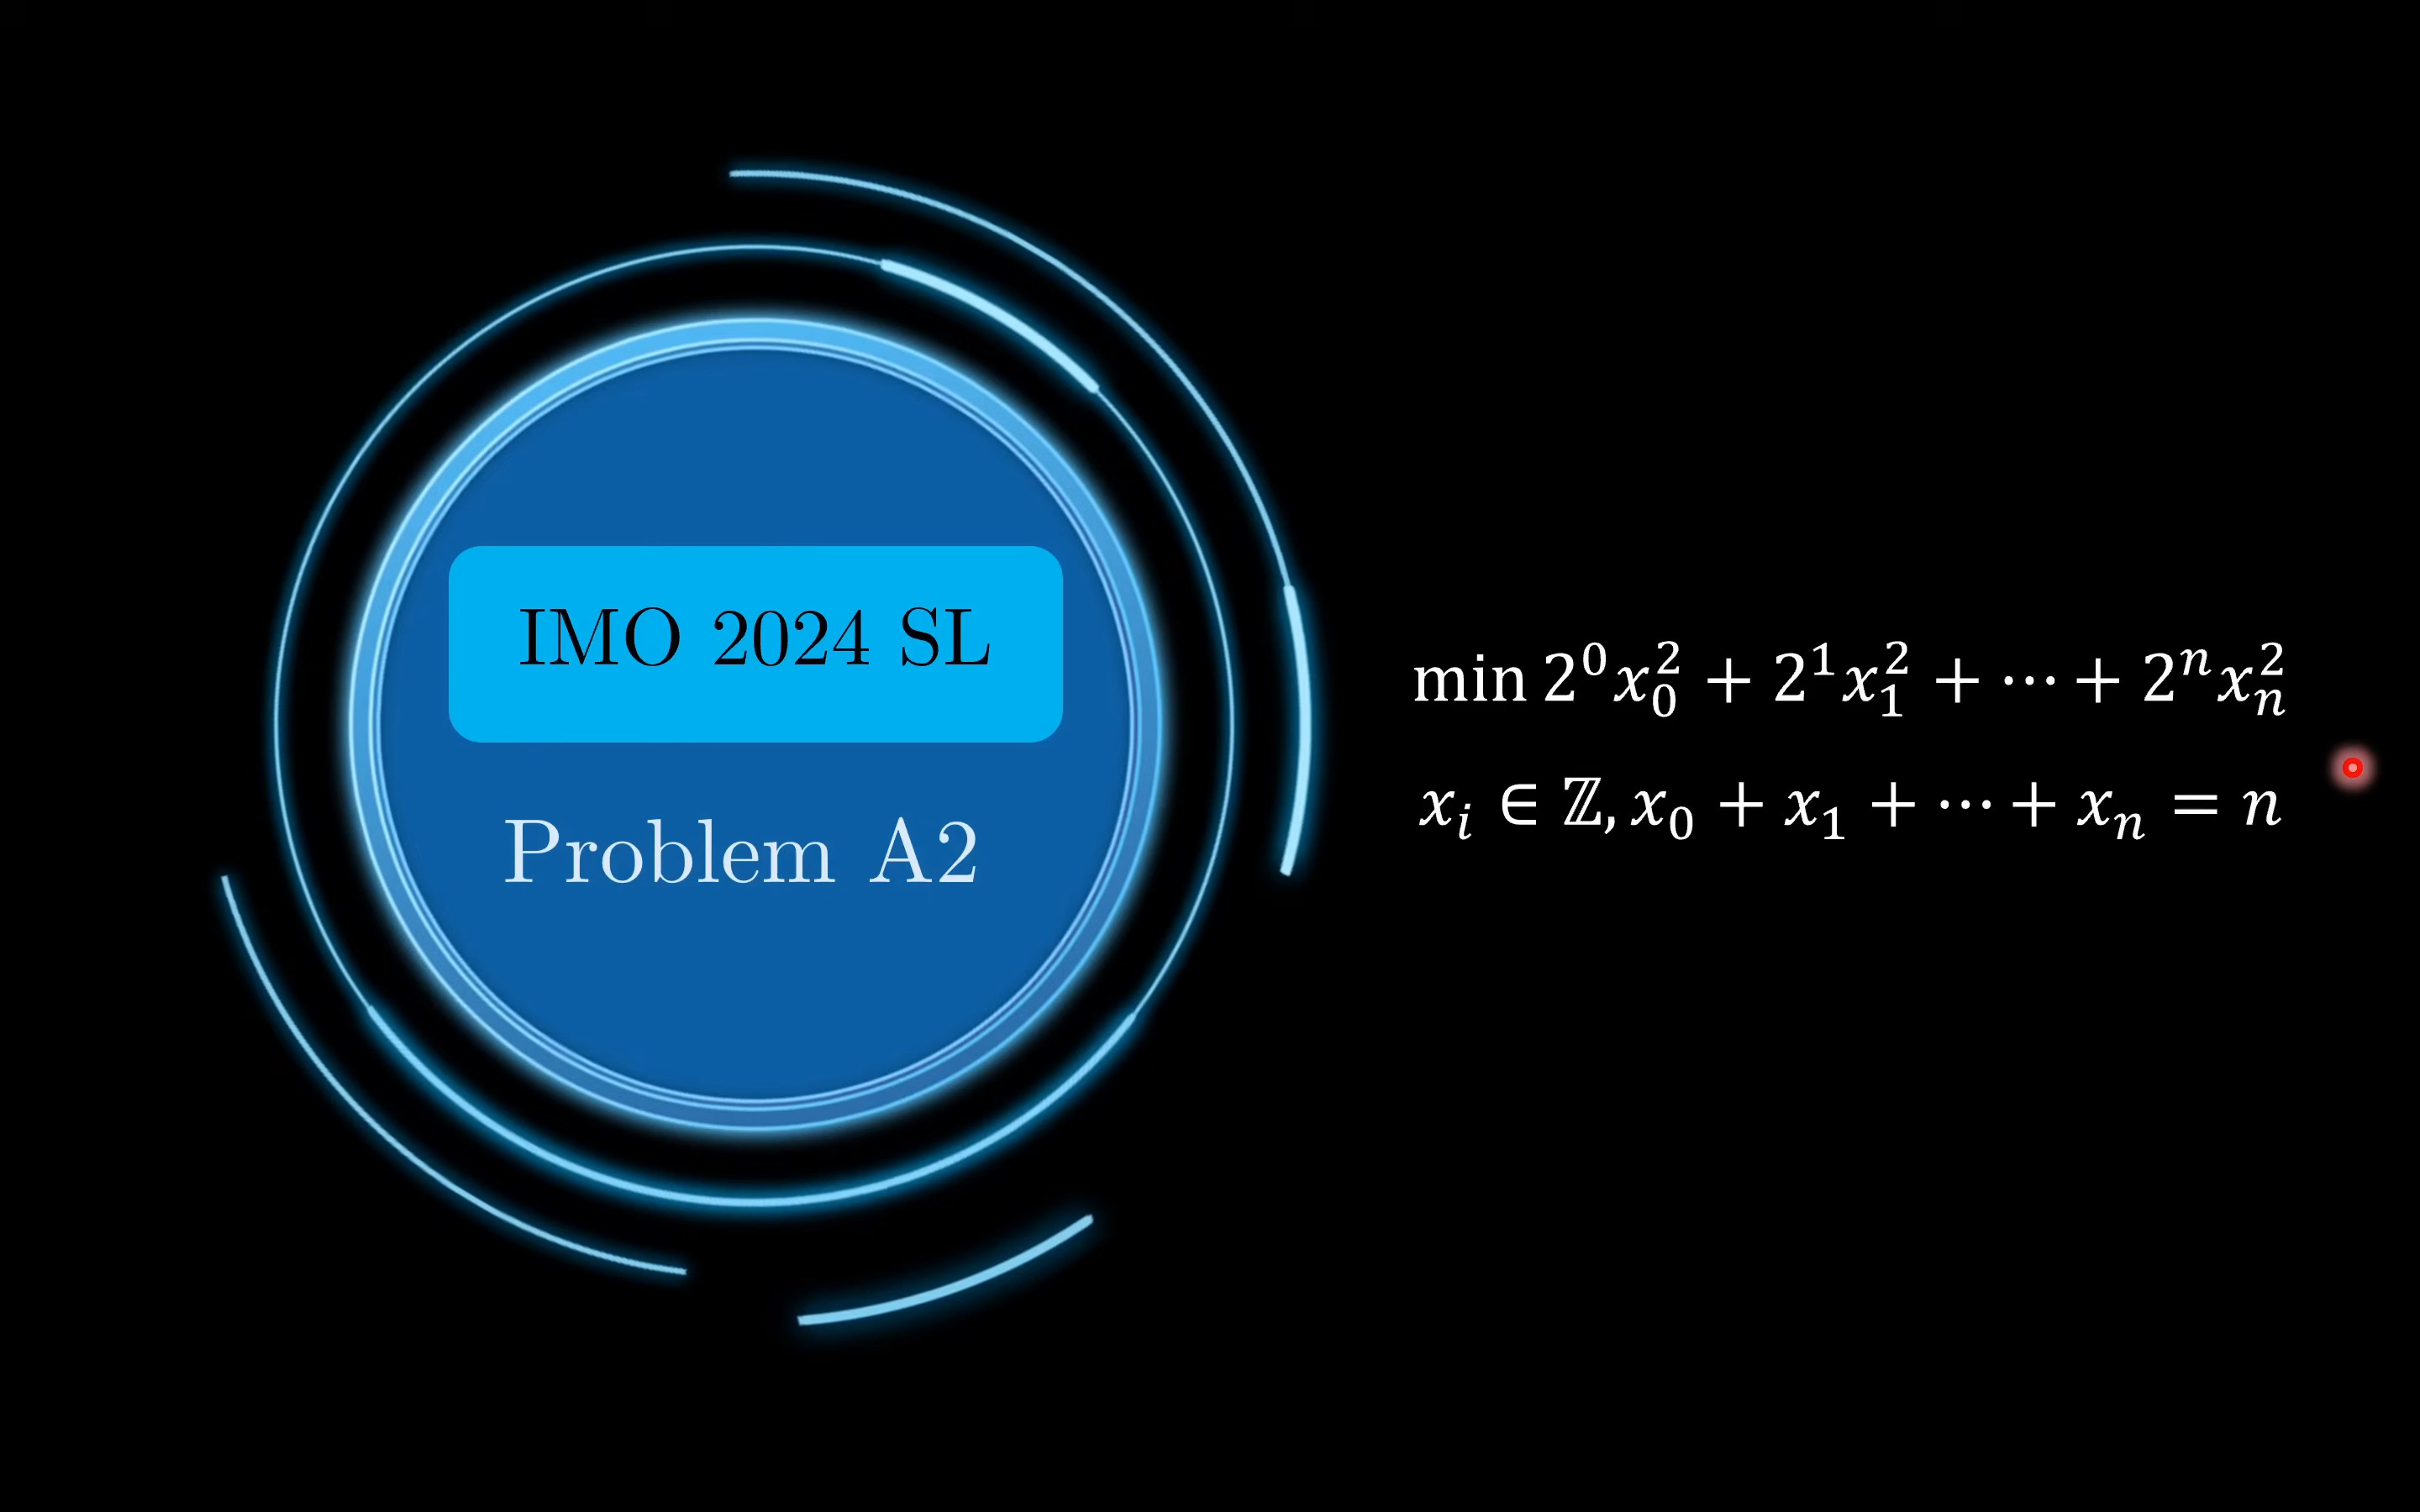 IMO 2024 SL
Problem A2
min 2⁰x₀² + 2¹x₁² + ⋯ + 2ⁿxₙ²
xᵢ ∈ ℤ, x₀ + x₁ + ⋯ + xₙ = n